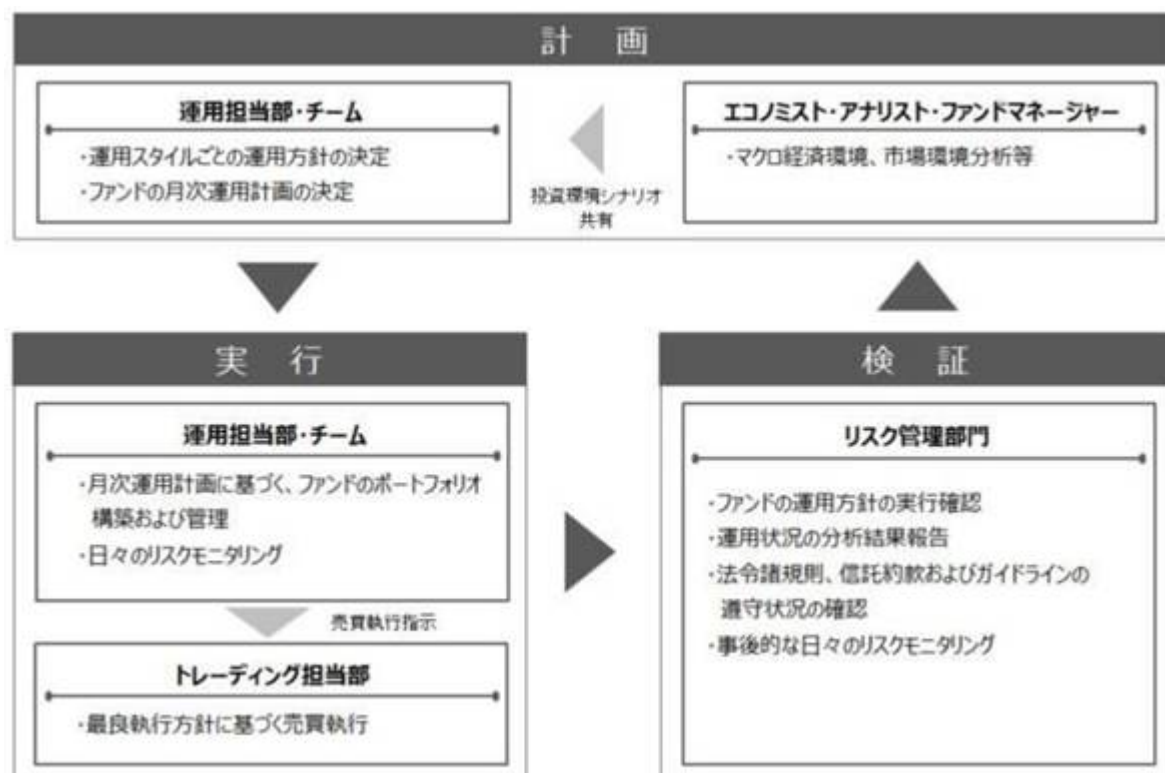 計 画
運用担当部・チーム
・運用スタイルごとの運用方針の決定
・ファンドの月次運用計画の決定
投資環境シナリオ
共有
エコノミスト・アナリスト・ファンドマネージャー
・マクロ経済環境、市場環境分析等
実 行
運用担当部・チーム
・月次運用計画に基づく、ファンドのポートフォリオ
構築および管理
・日々のリスクモニタリング
売買執行指示
トレーディング担当部
・最良執行方針に基づく売買執行
検 証
リスク管理部門
・ファンドの運用方針の実行確認
・運用状況の分析結果報告
・法令諸規則、信託約款およびガイドラインの
遵守状況の確認
・事後的な日々のリスクモニタリング